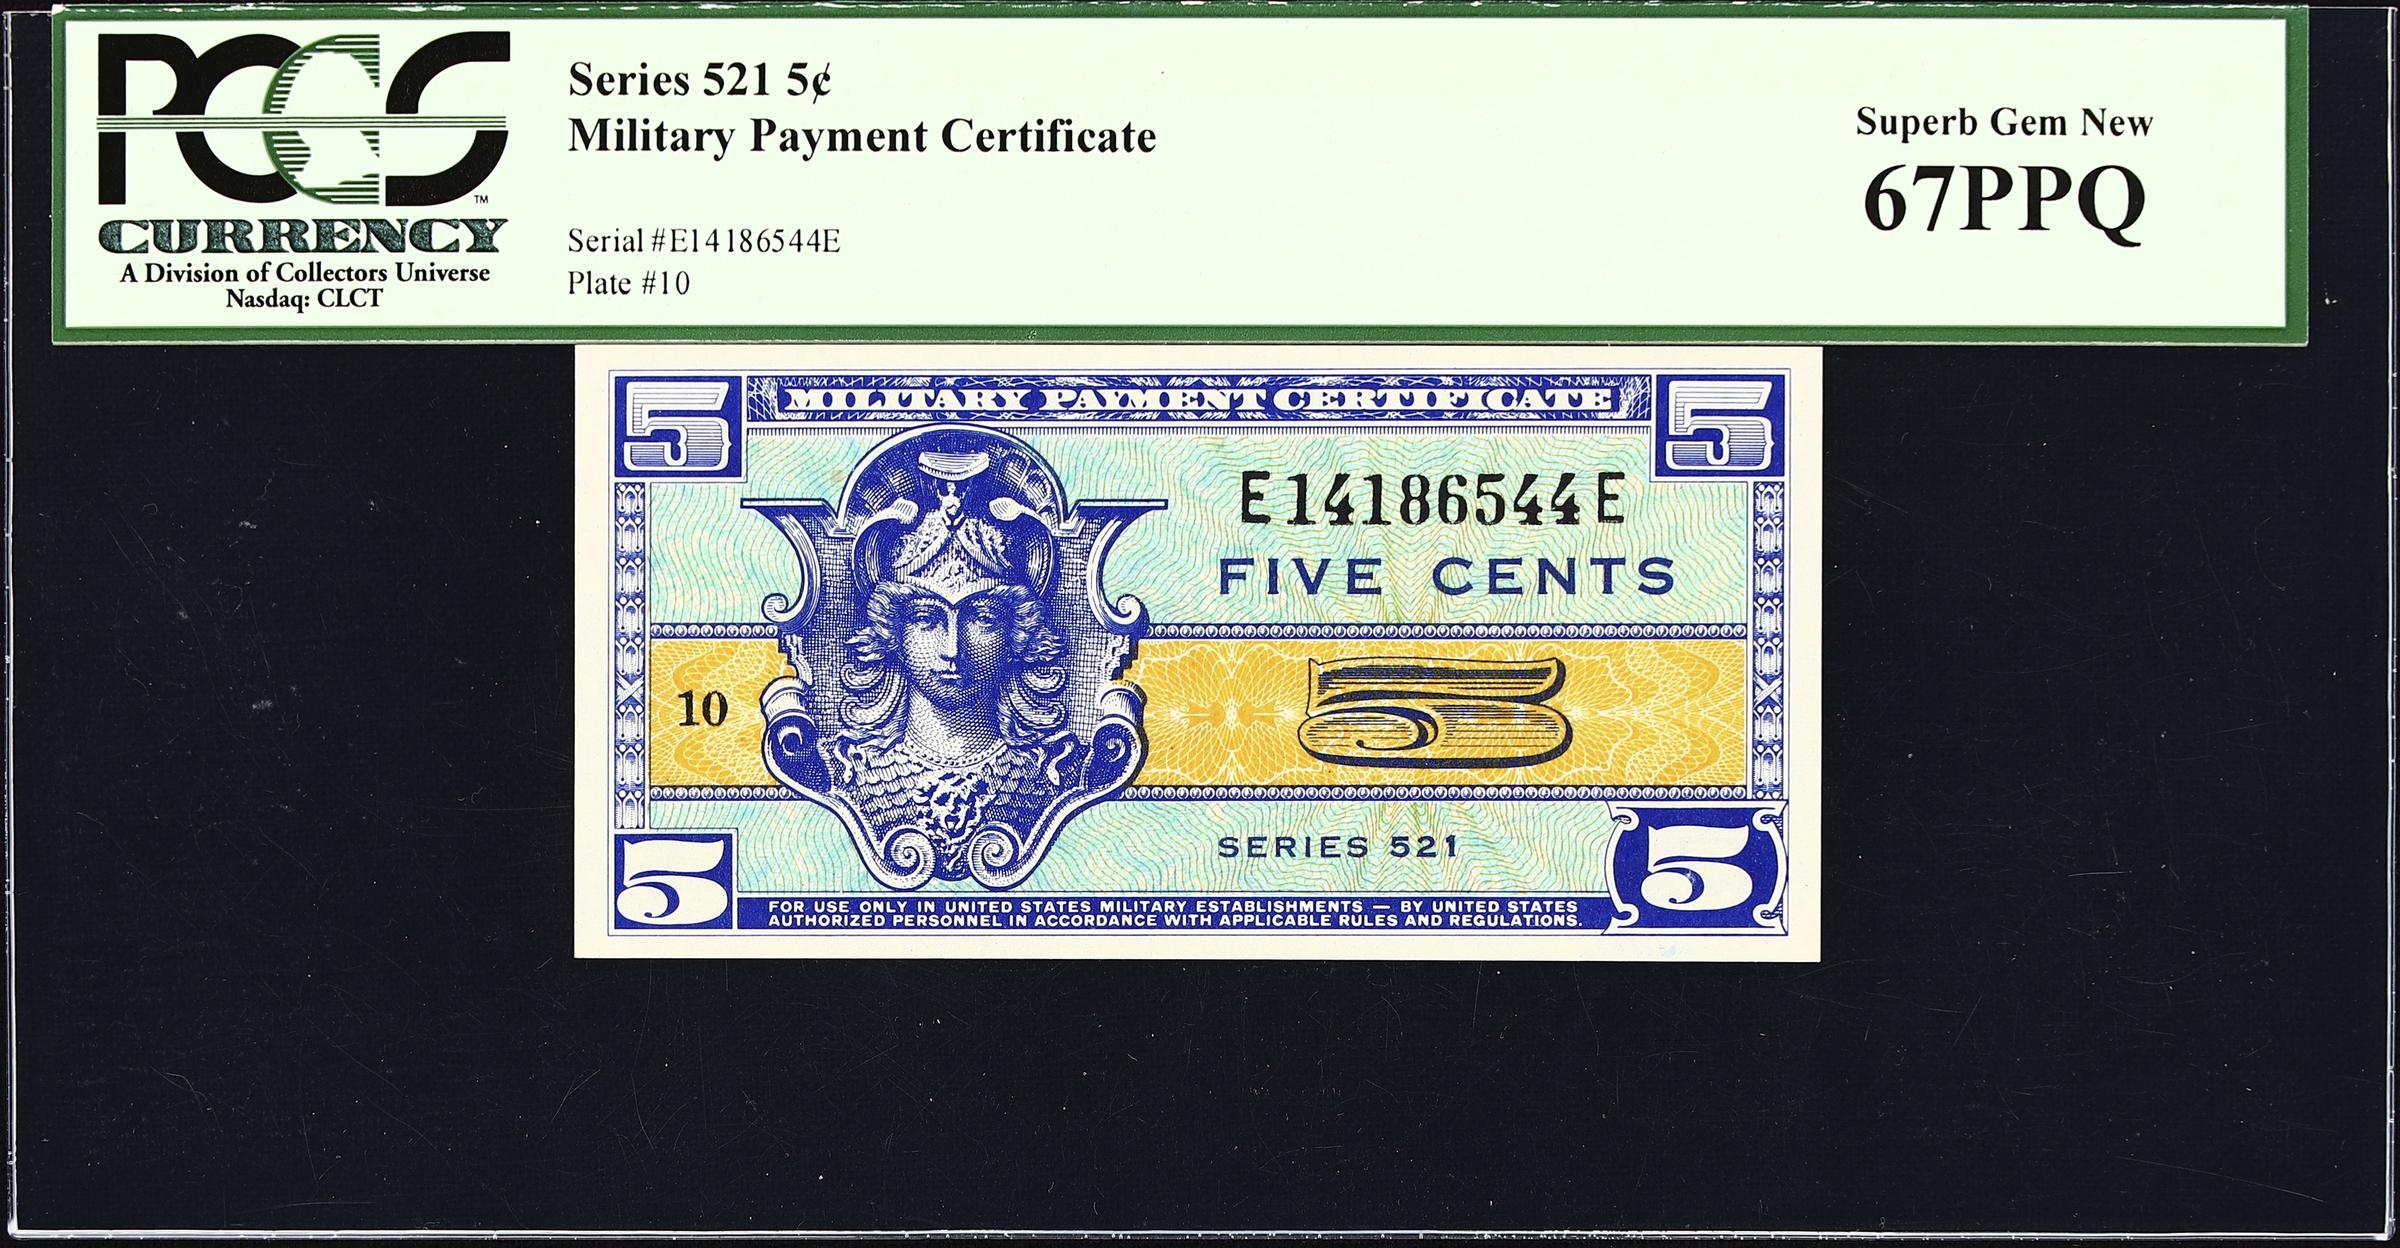 PCGS
™
CURRENCY
A Division of Collectors Universe
Nasdaq: CLCT
Series 521 5¢
Military Payment Certificate
Serial #E14186544E
Plate #10
Superb Gem New
67PPQ
5
MILITARY PAYMENT CERTIFICATE
5
E14186544E
FIVE CENTS
10
5
SERIES 521
5
FOR USE ONLY IN UNITED STATES MILITARY ESTABLISHMENTS — BY UNITED STATES
AUTHORIZED PERSONNEL IN ACCORDANCE WITH APPLICABLE RULES AND REGULATIONS.
5